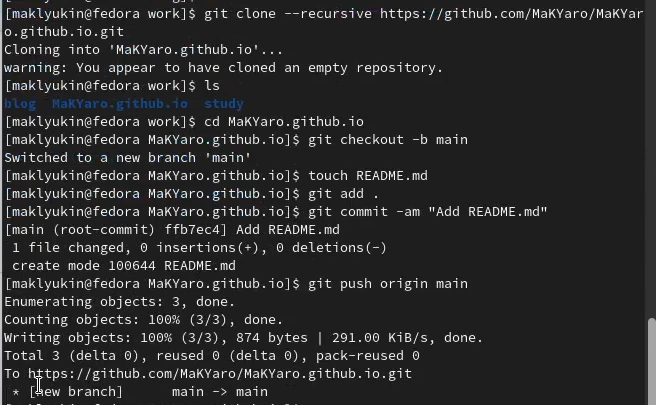 [maklyukin@fedora work]$ git clone --recursive https://github.com/MaKYaro/MaKYar
o.github.io.git
Cloning into 'MaKYaro.github.io'...
warning: You appear to have cloned an empty repository.
[maklyukin@fedora work]$ ls
blog  MaKYaro.github.io  study
[maklyukin@fedora work]$ cd MaKYaro.github.io
[maklyukin@fedora MaKYaro.github.io]$ git checkout -b main
Switched to a new branch 'main'
[maklyukin@fedora MaKYaro.github.io]$ touch README.md
[maklyukin@fedora MaKYaro.github.io]$ git add .
[maklyukin@fedora MaKYaro.github.io]$ git commit -am "Add README.md"
[main (root-commit) ffb7ec4] Add README.md
 1 file changed, 0 insertions(+), 0 deletions(-)
 create mode 100644 README.md
[maklyukin@fedora MaKYaro.github.io]$ git push origin main
Enumerating objects: 3, done.
Counting objects: 100% (3/3), done.
Writing objects: 100% (3/3), 874 bytes | 291.00 KiB/s, done.
Total 3 (delta 0), reused 0 (delta 0), pack-reused 0
To https://github.com/MaKYaro/MaKYaro.github.io.git
 * [new branch]      main -> main